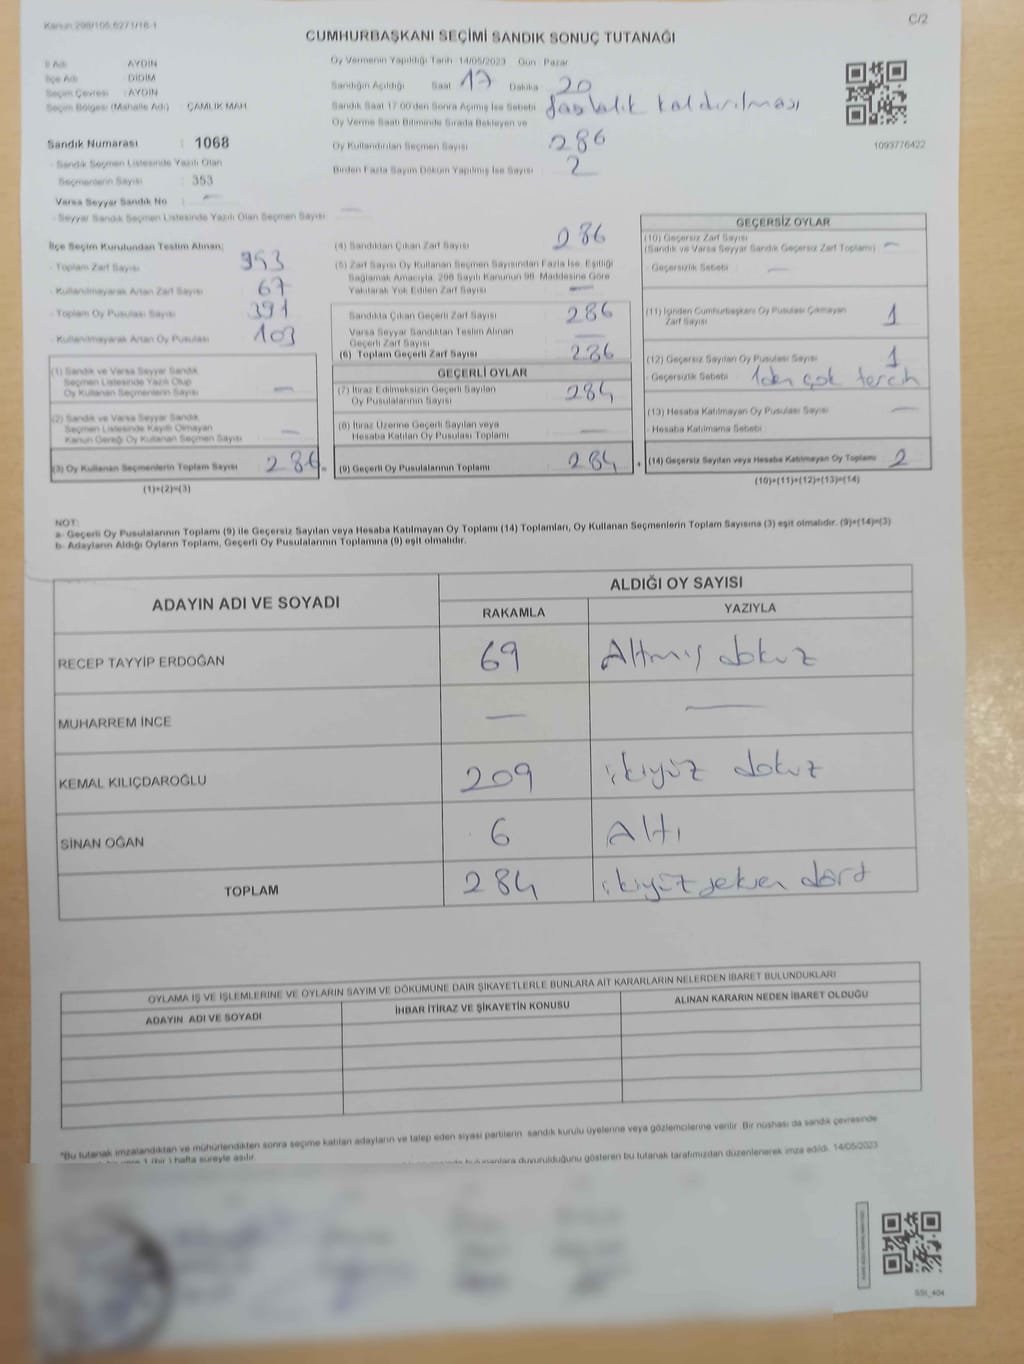 Kanun:298/106,6271/16-1
C/2
CUMHURBAŞKANI SEÇİMİ SANDIK SONUÇ TUTANAĞI
İl Adı : AYDIN
İlçe Adı : DİDİM
Seçim Çevresi : AYDIN
Seçim Bölgesi (Mahalle Adı) : ÇAMLIK MAH.
Sandık Numarası : 1068
Sandık Seçmen Listesinde Yazılı Olan
Seçmenlerin Sayısı : 353
Varsa Seyyar Sandık No : —
Seyyar Sandık Seçmen Listesinde Yazılı Olan Seçmen Sayısı : —
Oy Vermenin Yapıldığı Tarih 14/05/2023 Gün : Pazar
Sandığın Açıldığı Saat 17 Dakika 20
Sandık Saat 17.00'den Sonra Açılmış İse Sebebi fazlalık kaldırılması
Oy Verme Saati Bitiminde Sırada Bekleyen ve
Oy Kullandırılan Seçmen Sayısı 286
Birden Fazla Sayım Döküm Yapılmış İse Sayısı 2
1093776422
İlçe Seçim Kurulundan Teslim Alınan;
- Toplam Zarf Sayısı 353
- Kullanılmayarak Artan Zarf Sayısı 67
- Toplam Oy Pusulası Sayısı 391
- Kullanılmayarak Artan Oy Pusulası 103
(1) Sandık ve Varsa Seyyar Sandık
Seçmen Listesinde Yazılı Olup
Oy Kullanan Seçmenlerin Sayısı —
(2) Sandık ve Varsa Seyyar Sandık
Seçmen Listesinde Kayıtlı Olmayan
Kanun Gereği Oy Kullanan Seçmen Sayısı —
(3) Oy Kullanan Seçmenlerin Toplam Sayısı 286
(1)+(2)=(3)
(4) Sandıktan Çıkan Zarf Sayısı 286
(5) Zarf Sayısı Oy Kullanan Seçmen Sayısından Fazla İse, Eşitliği
Sağlamak Amacıyla, 298 Sayılı Kanunun 98. Maddesine Göre
Yakılarak Yok Edilen Zarf Sayısı —
Sandıkta Çıkan Geçerli Zarf Sayısı 286
Varsa Seyyar Sandıktan Teslim Alınan
Geçerli Zarf Sayısı —
(6) Toplam Geçerli Zarf Sayısı 286
GEÇERLİ OYLAR
(7) İtiraz Edilmeksizin Geçerli Sayılan
Oy Pusulalarının Sayısı 284
(8) İtiraz Üzerine Geçerli Sayılan veya
Hesaba Katılan Oy Pusulası Toplamı —
(9) Geçerli Oy Pusulalarının Toplamı 284
GEÇERSİZ OYLAR
(10) Geçersiz Zarf Sayısı
(Sandık ve Varsa Seyyar Sandık Geçersiz Zarf Toplamı) —
- Geçersizlik Sebebi : —
(11) İçinden Cumhurbaşkanı Oy Pusulası Çıkmayan
Zarf Sayısı 1
(12) Geçersiz Sayılan Oy Pusulası Sayısı 1
- Geçersizlik Sebebi : 1den çok tercih
(13) Hesaba Katılmayan Oy Pusulası Sayısı —
- Hesaba Katılmama Sebebi :
+ (14) Geçersiz Sayılan veya Hesaba Katılmayan Oy Toplamı 2
(10)+(11)+(12)+(13)=(14)
NOT:
a- Geçerli Oy Pusulalarının Toplamı (9) ile Geçersiz Sayılan veya Hesaba Katılmayan Oy Toplamı (14) Toplamları, Oy Kullanan Seçmenlerin Toplam Sayısına (3) eşit olmalıdır. (9)+(14)=(3)
b- Adayların Aldığı Oyların Toplamı, Geçerli Oy Pusulalarının Toplamına (9) eşit olmalıdır.
ADAYIN ADI VE SOYADI
ALDIĞI OY SAYISI
RAKAMLA YAZIYLA
RECEP TAYYİP ERDOĞAN 69 Altmış dokuz
MUHARREM İNCE — —
KEMAL KILIÇDAROĞLU 209 ikiyüz dokuz
SİNAN OĞAN 6 Altı
TOPLAM 284 ikiyüzseksen dört
OYLAMA İŞ VE İŞLEMLERİNE VE OYLARIN SAYIM VE DÖKÜMÜNE DAİR ŞİKAYETLERLE BUNLARA AİT KARARLARIN NELERDEN İBARET BULUNDUKLARI
ADAYIN ADI VE SOYADI İHBAR İTİRAZ VE ŞİKAYETİN KONUSU ALINAN KARARIN NEDEN İBARET OLDUĞU
*Bu tutanak imzalandıktan ve mühürlendikten sonra seçime katılan adayların ve talep eden siyasi partilerin sandık kurulu üyelerine veya gözlemcilerine verilir. Bir nüshası da sandık çevresinde
1 (bir) hafta süreyle asılır.
duyurulduğunu gösteren bu tutanak tarafımızdan düzenlenerek imza edildi. 14/05/2023
SSI_404